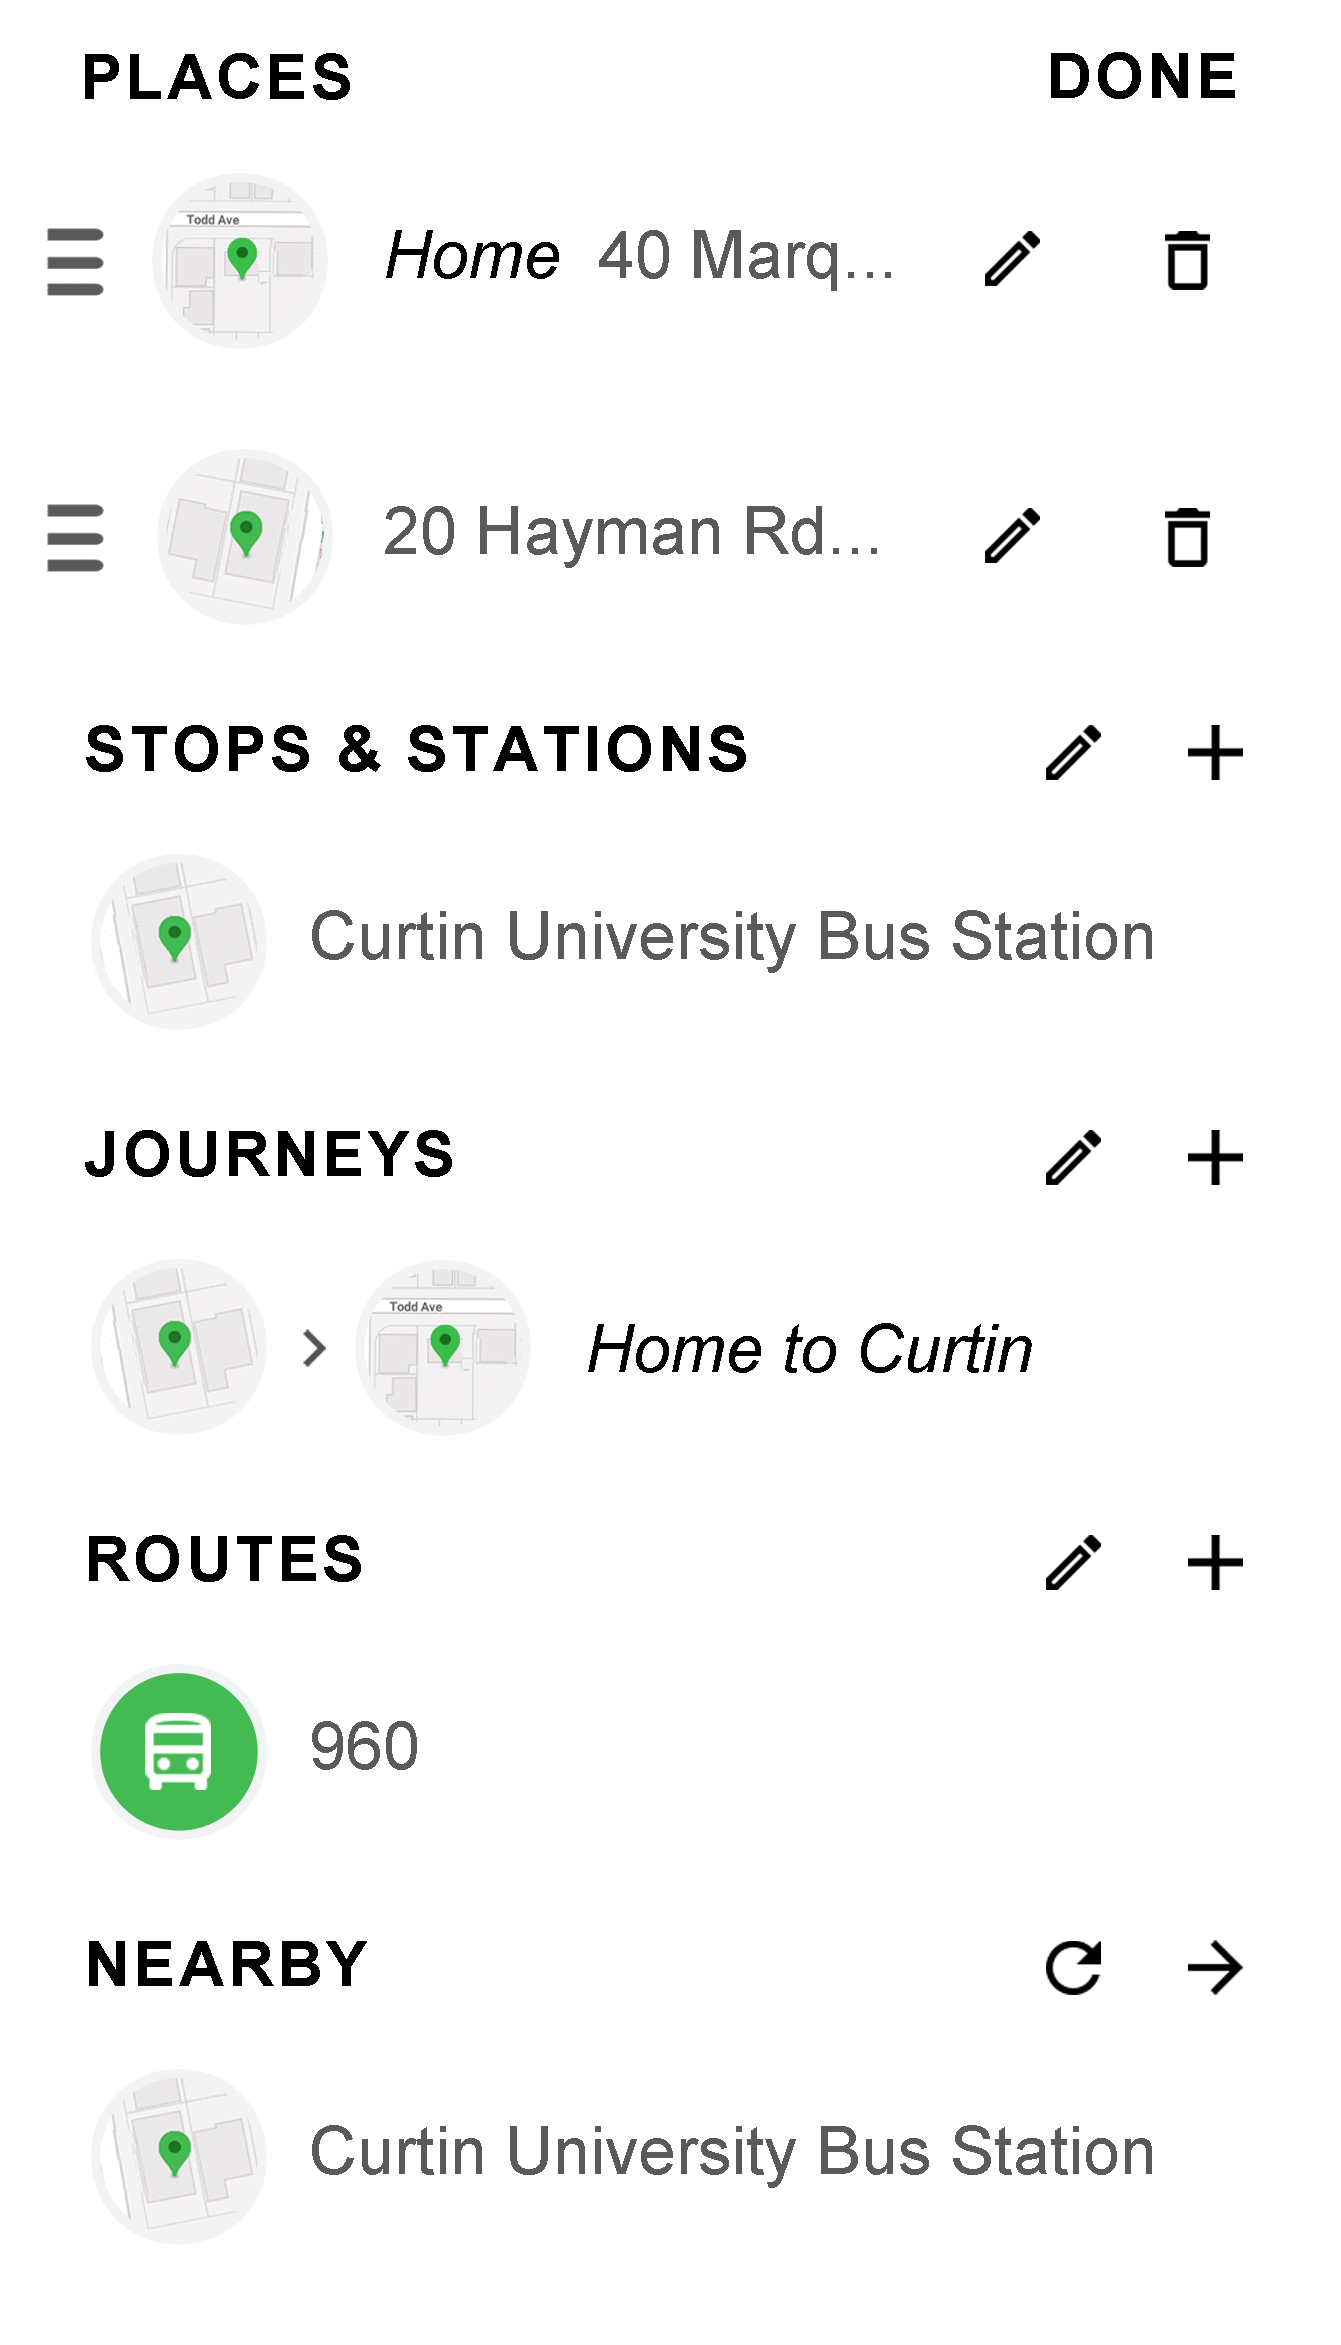 PLACES DONE
Todd Ave
Home 40 Marq...
20 Hayman Rd...
STOPS & STATIONS
Curtin University Bus Station
JOURNEYS
Todd Ave
Home to Curtin
ROUTES
960
NEARBY
Curtin University Bus Station